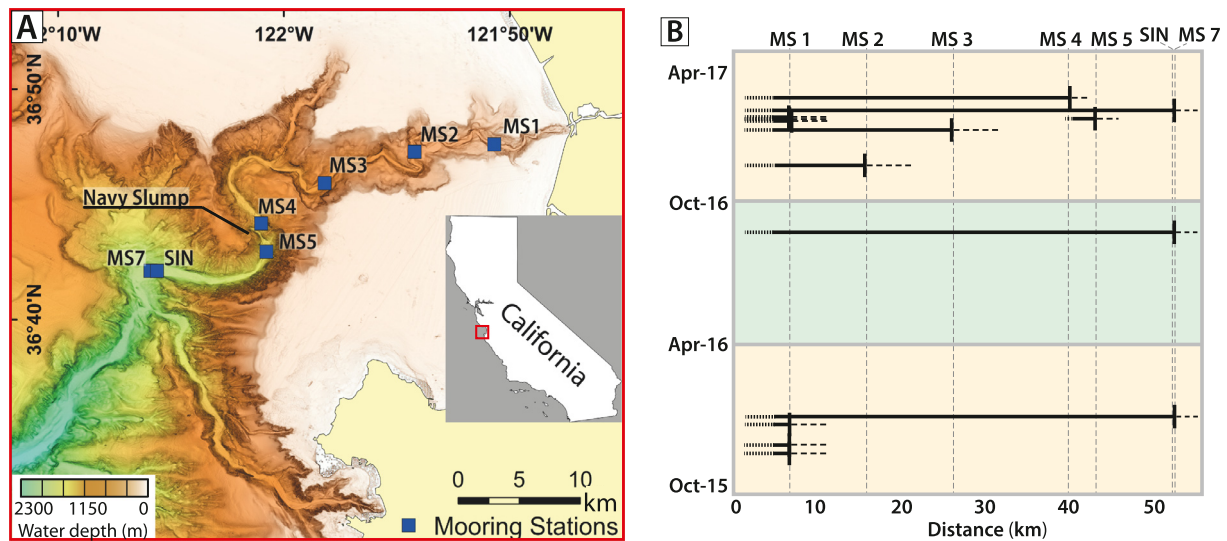 A
°10'W
122°W
121°50'W
36°50'N
36°40'N
MS1
MS2
MS3
Navy Slump
MS4
MS5
MS7
SIN
California
0 5 10
km
Mooring Stations
2300 1150 0
Water depth (m)
B
MS 1
MS 2
MS 3
MS 4
MS 5
SIN
MS 7
Apr-17
Oct-16
Apr-16
Oct-15
0 10 20 30 40 50
Distance (km)